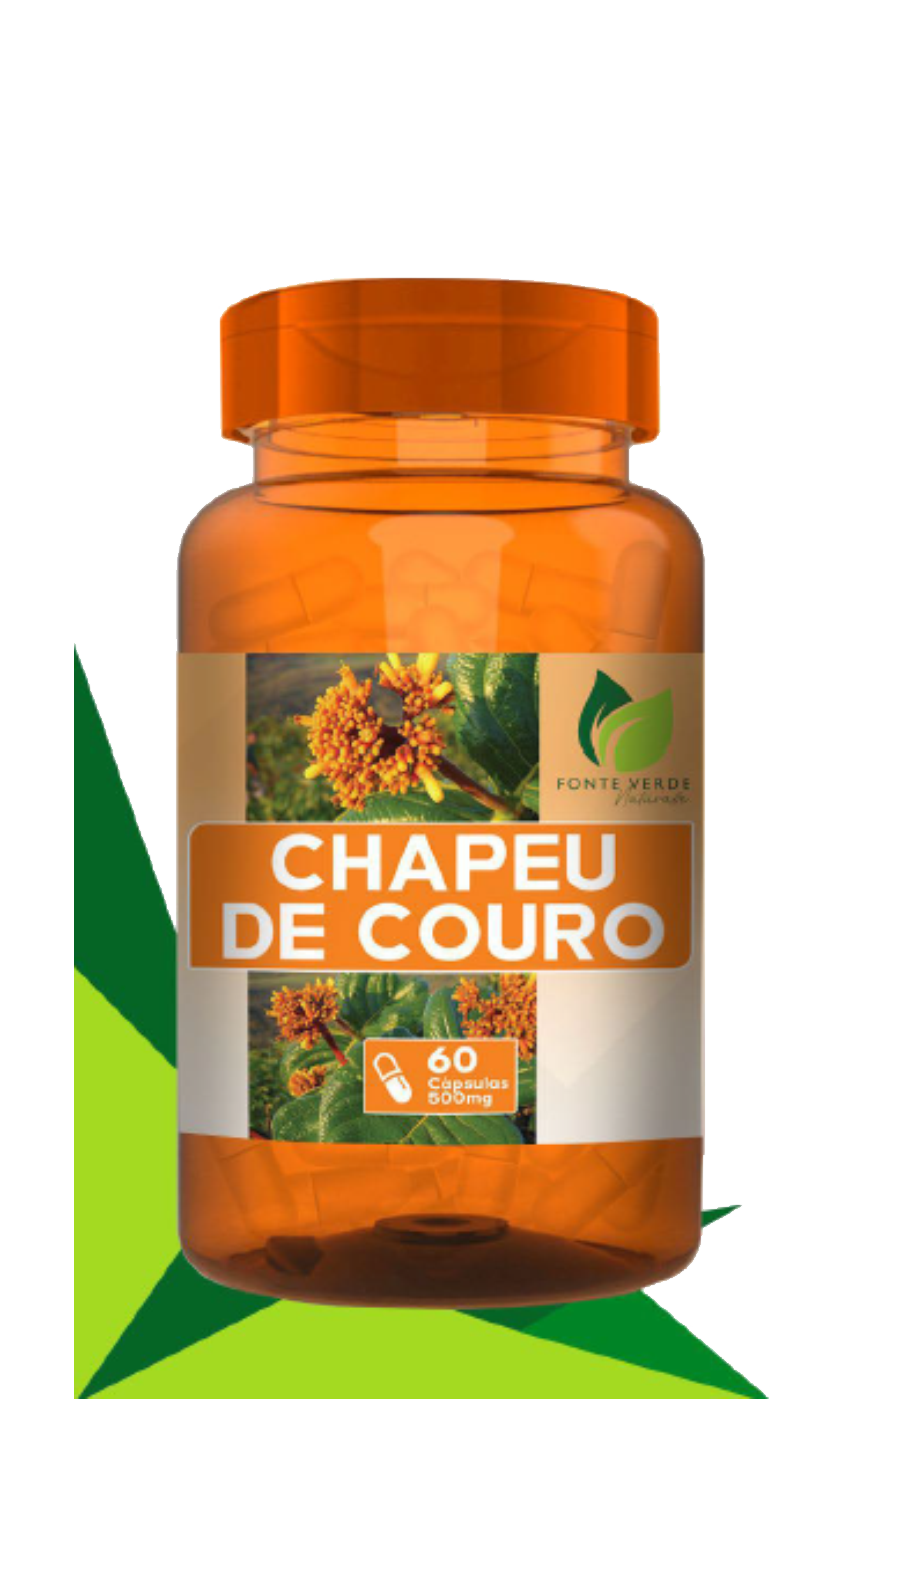 FONTE VERDE
Naturais
CHAPEU
DE COURO
60
Cápsulas
500mg